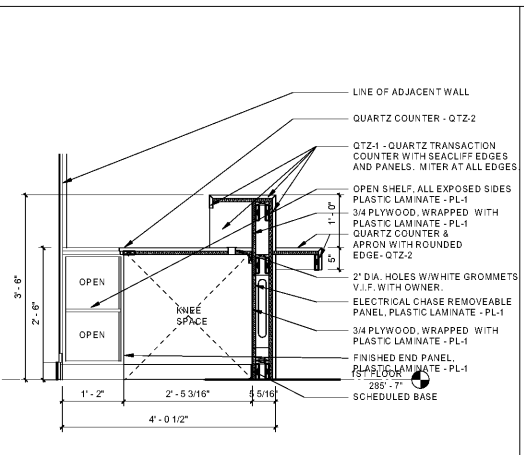 LINE OF ADJACENT WALL
QUARTZ COUNTER - QTZ-2
QTZ-1 - QUARTZ TRANSACTION
COUNTER WITH SEACLIFF EDGES
AND PANELS. MITER AT ALL EDGES.
OPEN SHELF, ALL EXPOSED SIDES
PLASTIC LAMINATE - PL-1
3/4 PLYWOOD, WRAPPED WITH
PLASTIC LAMINATE - PL-1
QUARTZ COUNTER &
APRON WITH ROUNDED
EDGE- QTZ-2
2" DIA. HOLES W/WHITE GROMMETS
V.I.F. WITH OWNER.
ELECTRICAL CHASE REMOVEABLE
PANEL, PLASTIC LAMINATE - PL-1
3/4 PLYWOOD, WRAPPED WITH
PLASTIC LAMINATE - PL-1
FINISHED END PANEL,
PLASTIC LAMINATE - PL-1
1ST FLOOR
285' - 7"
SCHEDULED BASE
1' - 0"
5"
3' - 6"
2' - 6"
OPEN
OPEN
KNEE
SPACE
1' - 2"
2' - 5 3/16"
5 5/16"
4' - 0 1/2"